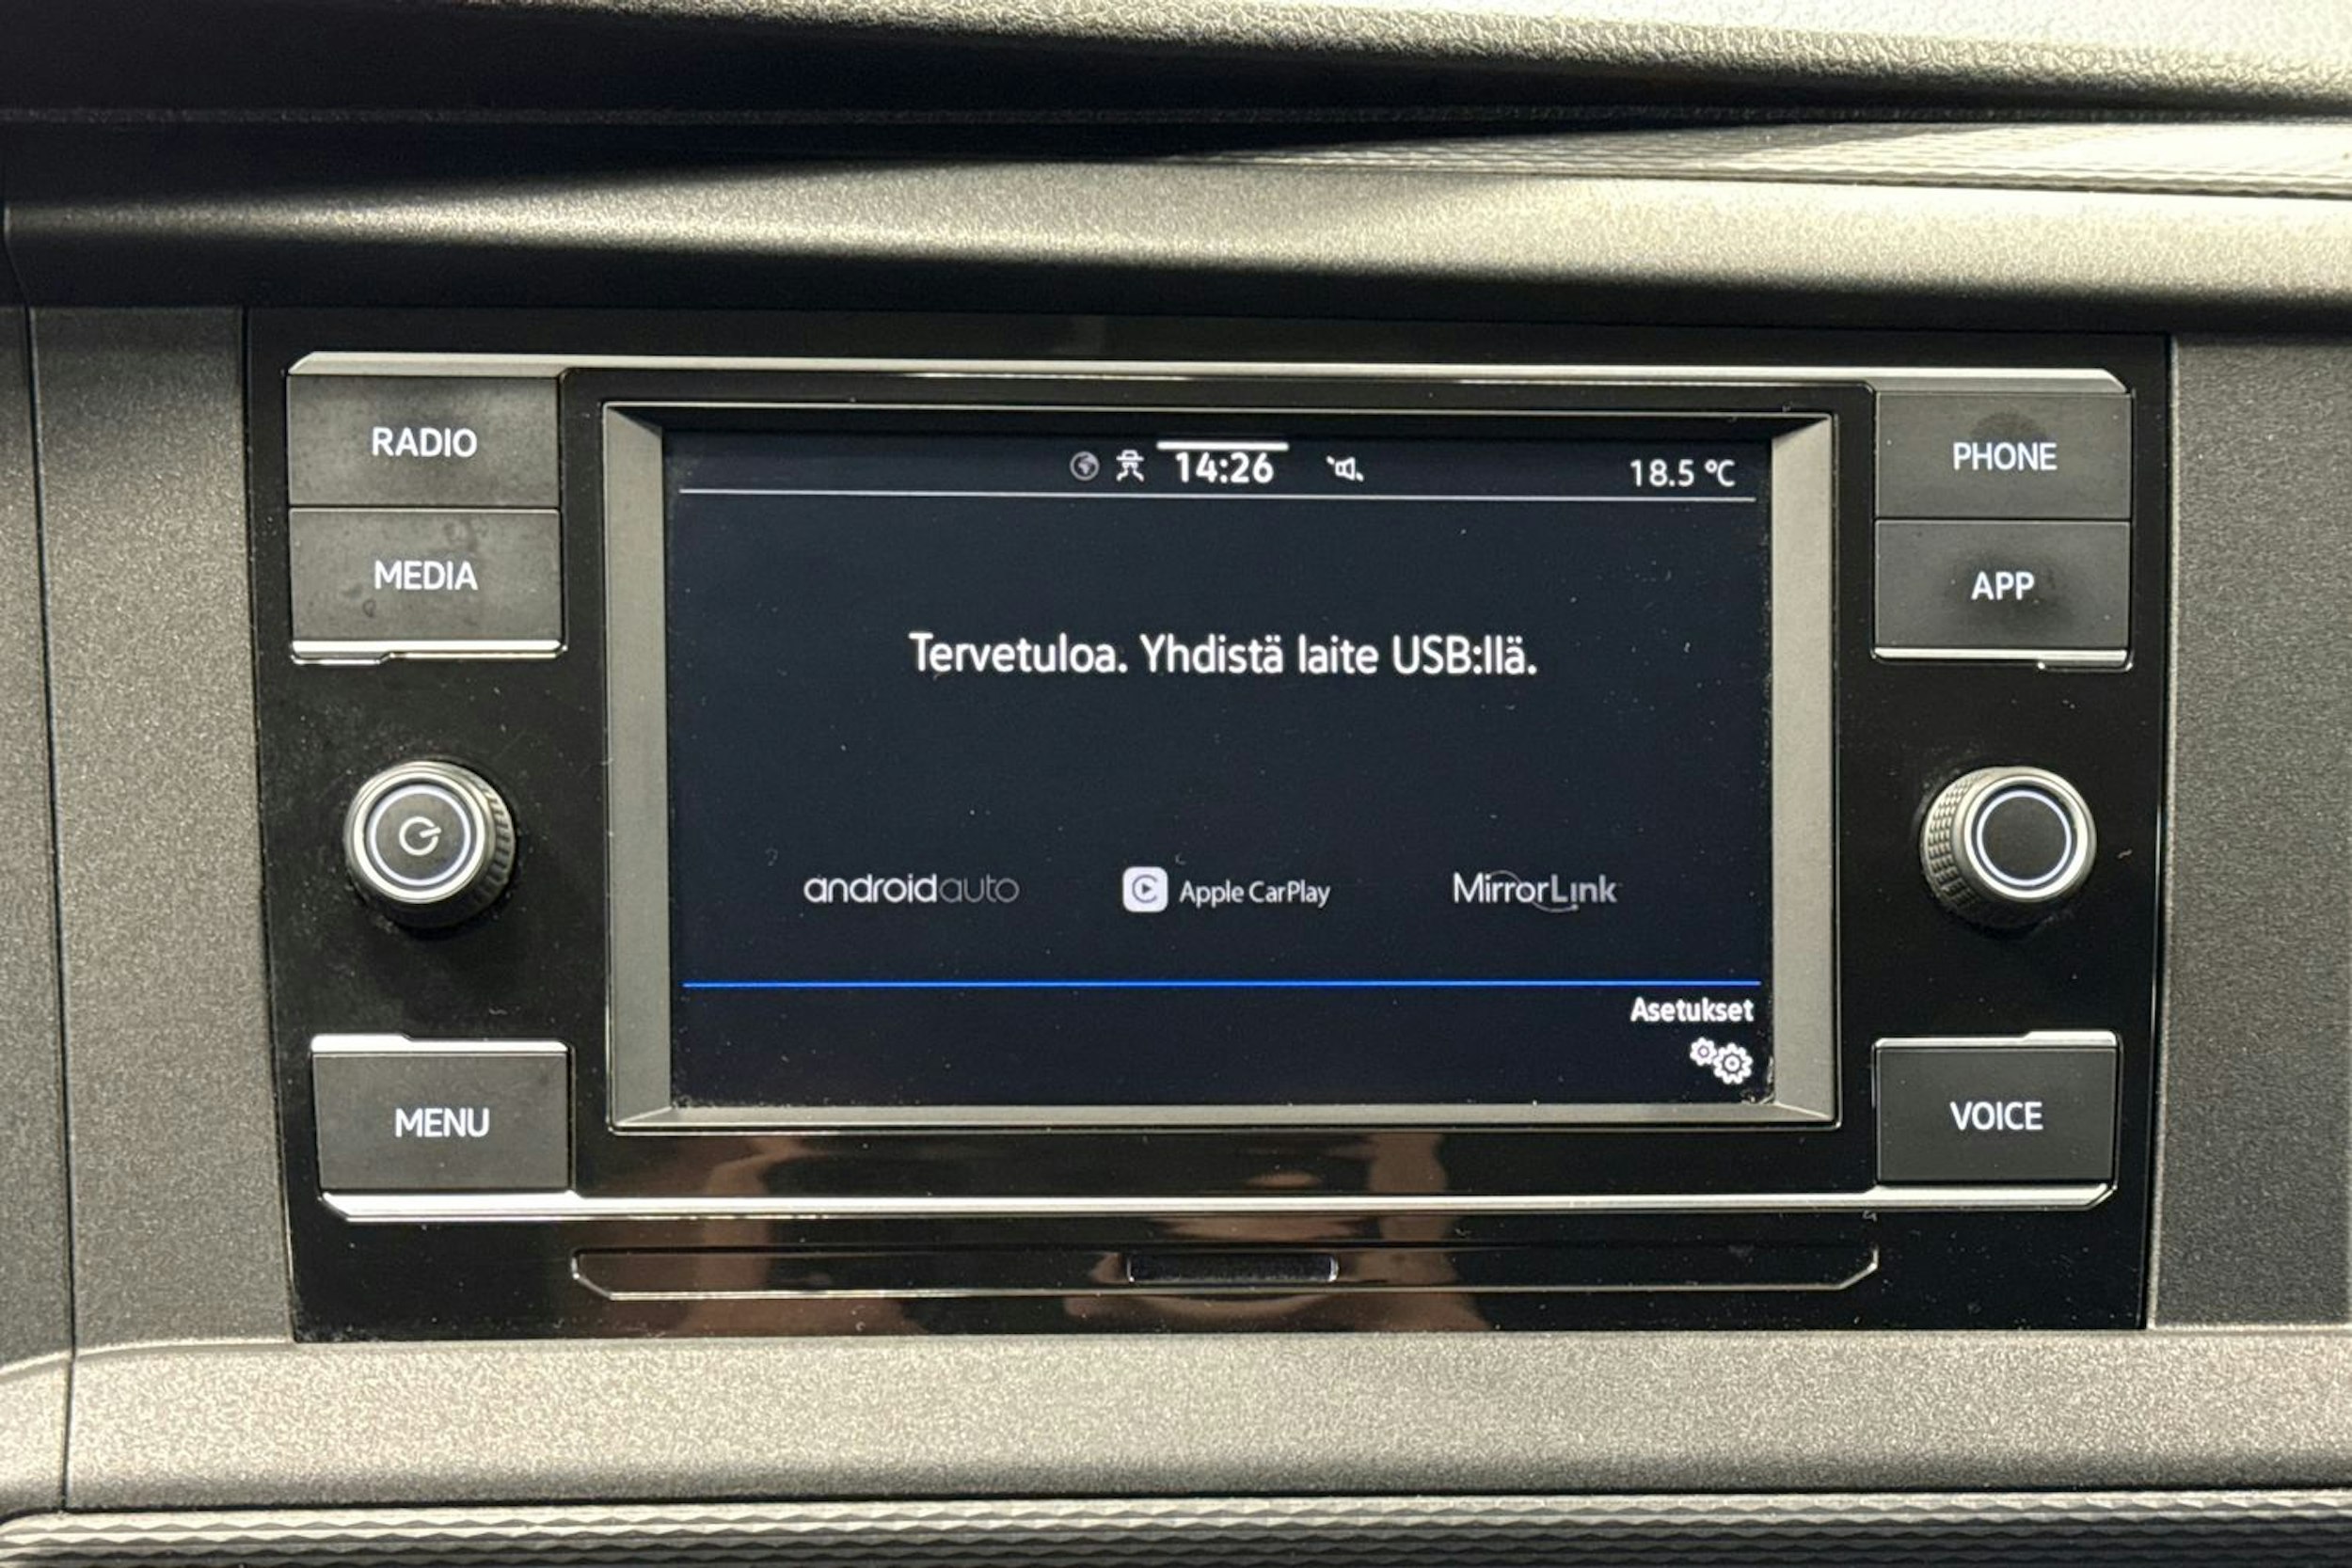 RADIO
MEDIA
MENU
14:26
18.5 °C
Tervetuloa. Yhdistä laite USB:llä.
androidauto
Apple CarPlay
MirrorLink
Asetukset
PHONE
APP
VOICE